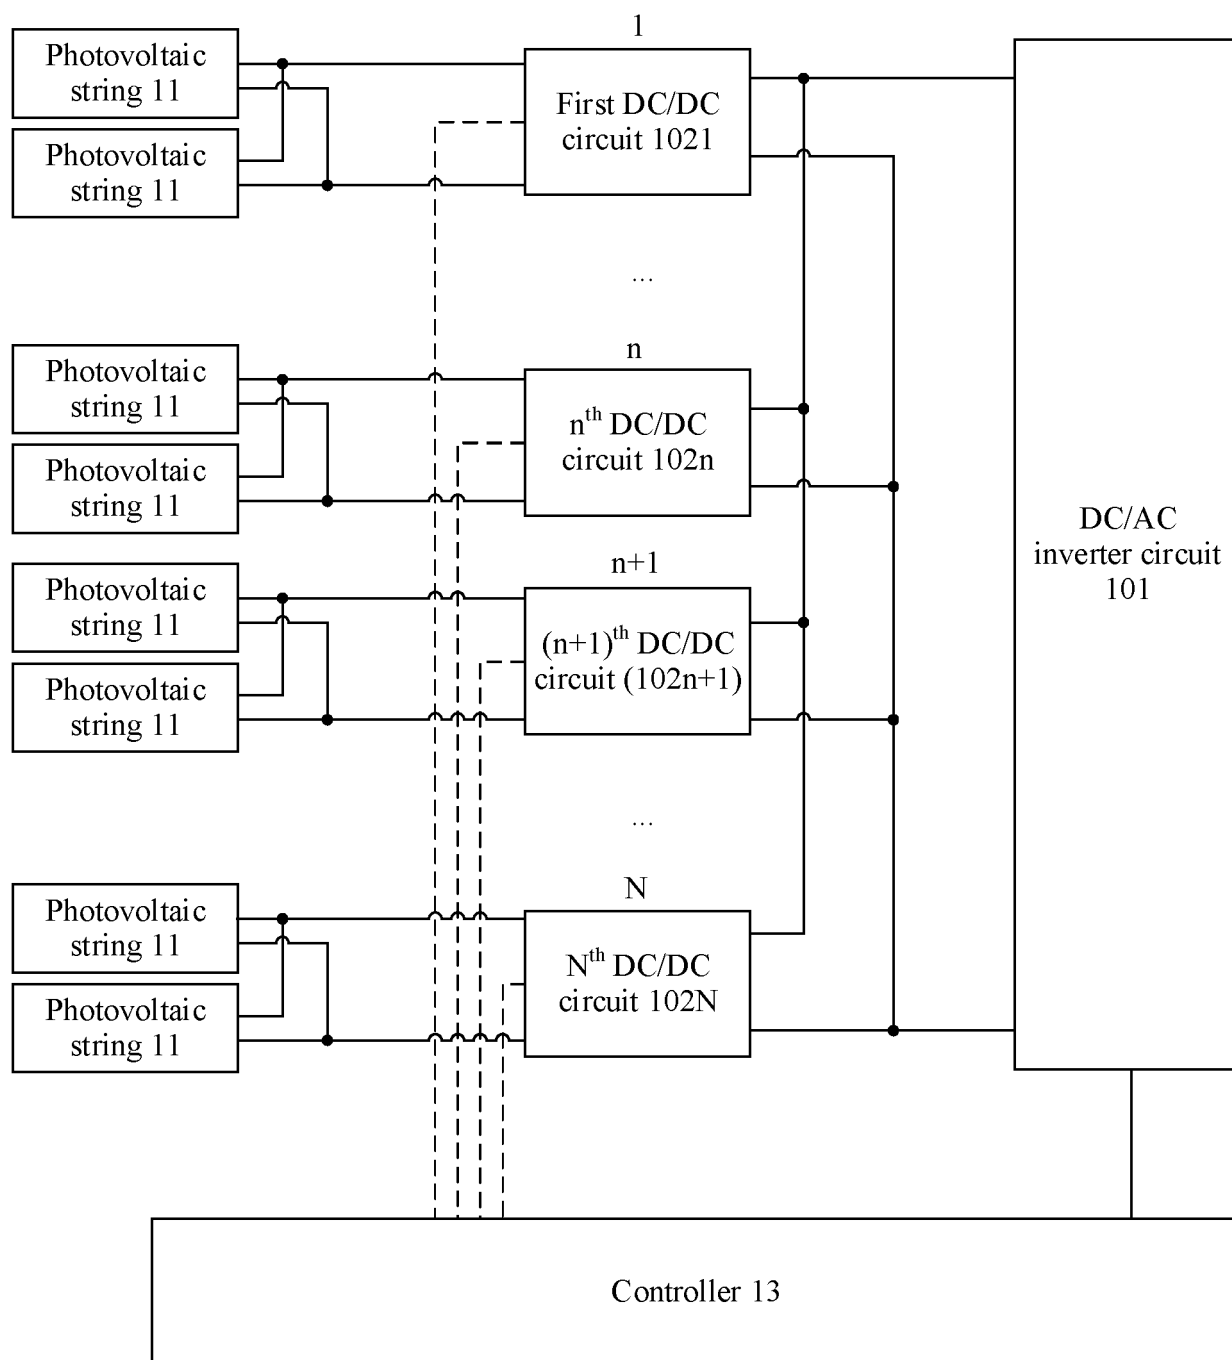 1
Photovoltaic
string 11
Photovoltaic
string 11
First DC/DC
circuit 1021
...
n
Photovoltaic
string 11
Photovoltaic
string 11
nth DC/DC
circuit 102n
n+1
Photovoltaic
string 11
Photovoltaic
string 11
(n+1)th DC/DC
circuit (102n+1)
DC/AC
inverter circuit
101
...
N
Photovoltaic
string 11
Photovoltaic
string 11
Nth DC/DC
circuit 102N
Controller 13